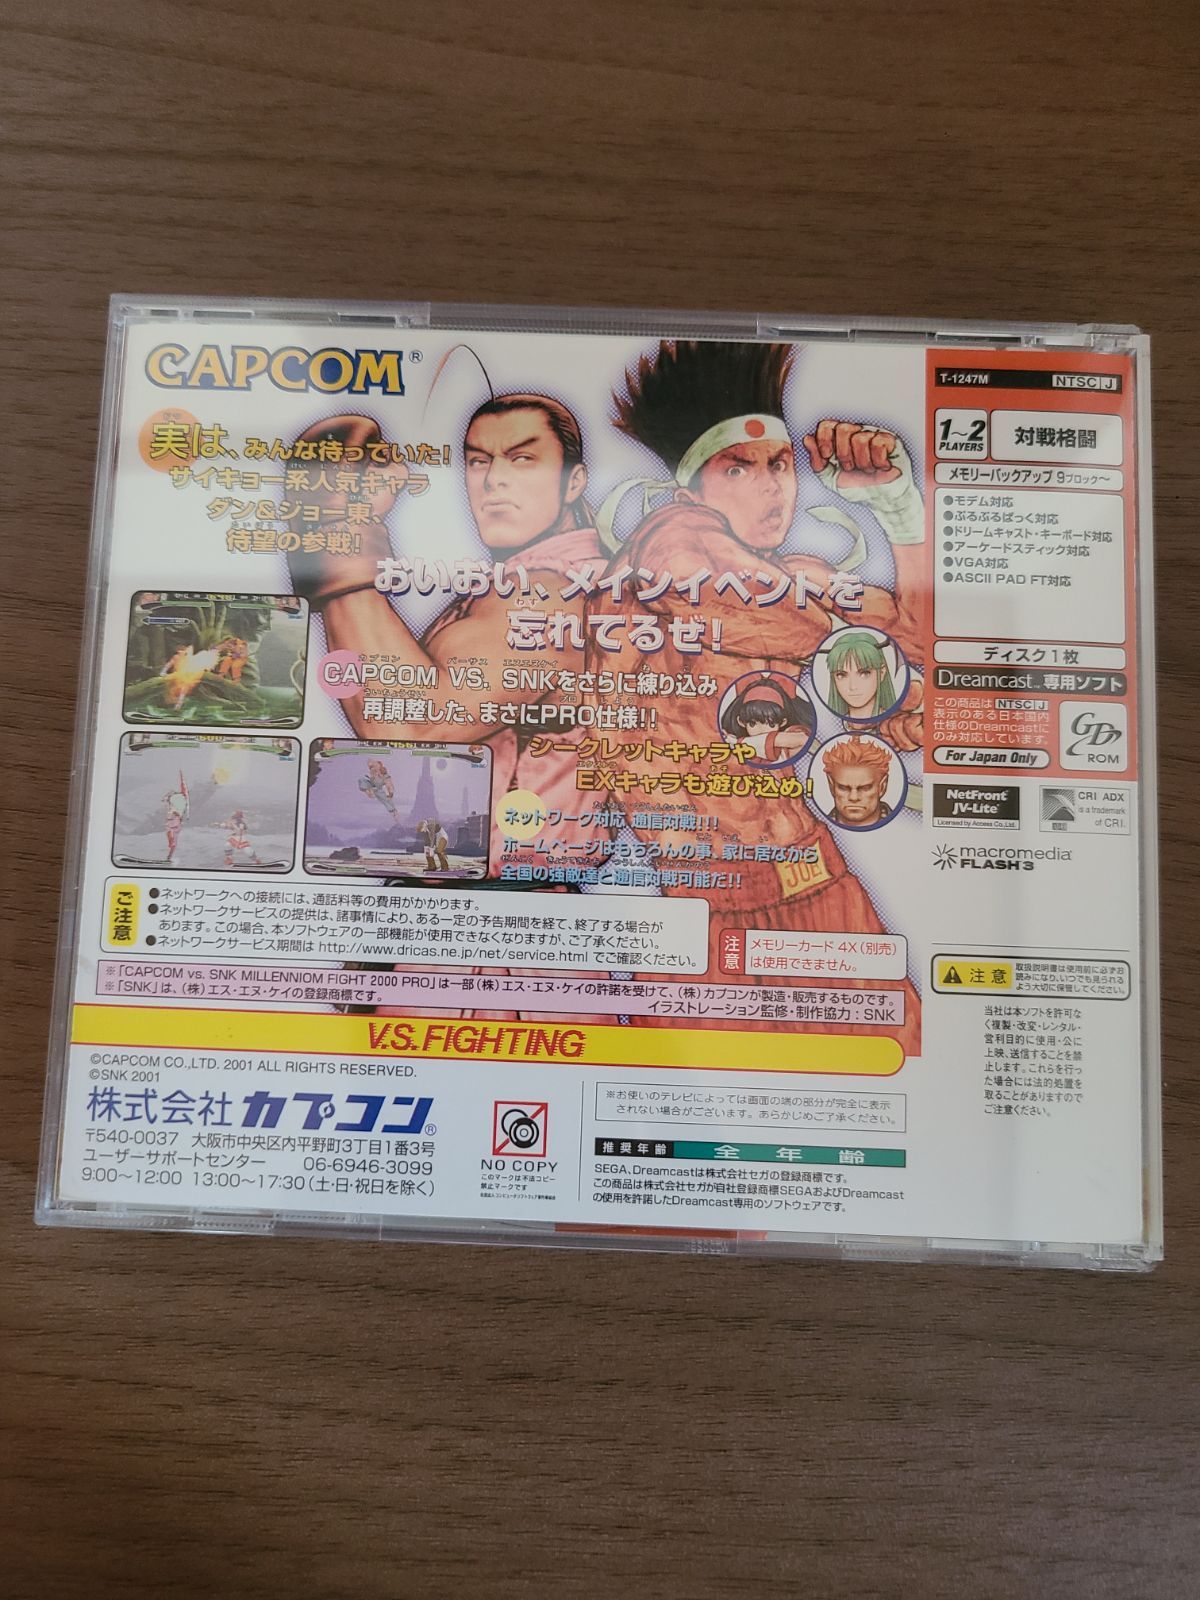 CAPCOM®
実は、みんな待っていた!
サイキョー系人気キャラ
ダン&ジョー東、
待望の参戦!
おいおい、メインイベントを
忘れてるぜ!
CAPCOM VS. SNKをさらに練り込み
再調整した、まさにPRO仕様!!
シークレットキャラや
EXキャラも遊び込め!
ネットワーク対応 通信対戦!!!
ホームページはもちろんの事、家に居ながら
全国の強敵達と通信対戦可能だ!!
JOE
ご注意
●ネットワークへの接続には、通話料等の費用がかかります。
●ネットワークサービスの提供は、諸事情により、ある一定の予告期間を経て、終了する場合が
あります。この場合、本ソフトウェアの一部機能が使用できなくなりますが、ご了承ください。
●ネットワークサービス期間は http://www.dricas.ne.jp/net/service.html でご確認ください。
注意
メモリーカード 4X(別売)
は使用できません。
※「CAPCOM vs. SNK MILLENNIOM FIGHT 2000 PRO」は一部(株)エス・エヌ・ケイの許諾を受けて、(株)カプコンが製造・販売するものです。
※「SNK」は、(株)エス・エヌ・ケイの登録商標です。
イラストレーション監修・制作協力:SNK
V.S.FIGHTING
©CAPCOM CO.,LTD. 2001 ALL RIGHTS RESERVED.
©SNK 2001
株式会社カプコン®
〒540-0037 大阪市中央区内平野町3丁目1番3号
ユーザーサポートセンター 06-6946-3099
9:00~12:00 13:00~17:30(土・日・祝日を除く)
NO COPY
このマークは不法コピー
禁止マークです
※お使いのテレビによっては画面の端の部分が完全に表示
されない場合がございます。あらかじめご了承ください。
推奨年齢 全年齢
SEGA、Dreamcastは株式会社セガの登録商標です。
この商品は株式会社セガが自社登録商標SEGAおよびDreamcast
の使用を許諾したDreamcast専用のソフトウェアです。
T-1247M NTSC J
1~2
PLAYERS
対戦格闘
メモリーバックアップ 9ブロック~
●モデム対応
●ぷるぷるぱっく対応
●ドリームキャスト・キーボード対応
●アーケードスティック対応
●VGA対応
●ASCII PAD FT対応
ディスク1枚
Dreamcast™専用ソフト
この商品はNTSC J
表示のある日本国内
仕様のDreamcastに
のみ対応しています。
For Japan Only
GD-
ROM
NetFront
JV-Lite
Licensed by Access Co., Ltd.
CRI ADX
is a trademark
of CRI.
macromedia
FLASH 3
注意
取扱説明書は使用前に必ずお
読みになり、いつでも見られる
よう大切に保管してください。
当社は本ソフトを許可な
く複製・改変・レンタル・
営利目的に使用・公に
上映、送信することを禁
止します。これらを行っ
た場合には法的処置を
取ることがありますので
ご注意ください。